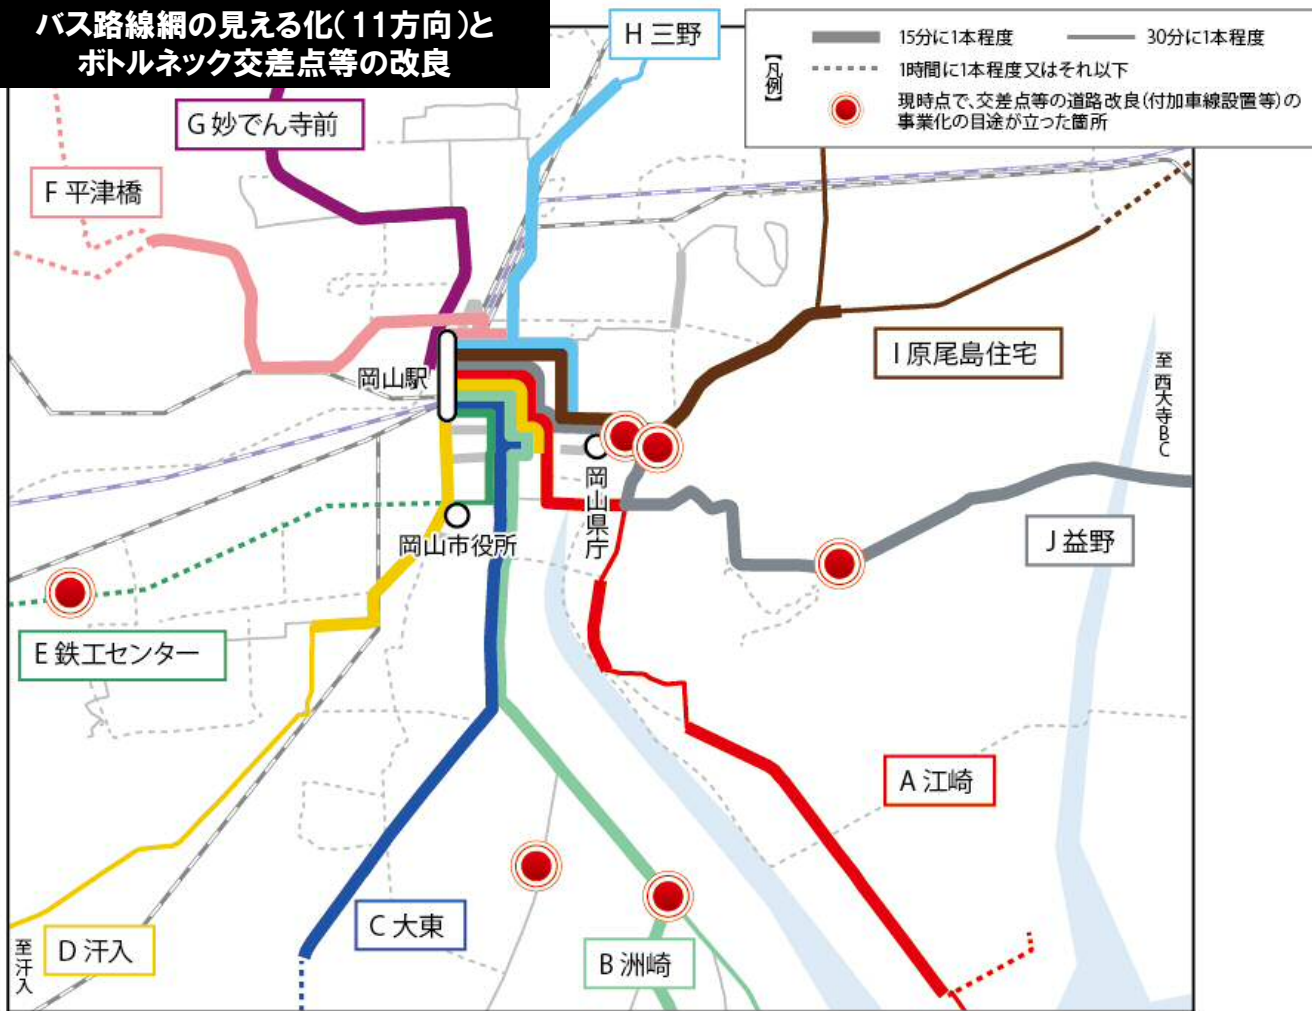 バス路線網の見える化（11方向）と
ボトルネック交差点等の改良
H 三野
【凡例】
15分に1本程度
30分に1本程度
1時間に1本程度又はそれ以下
現時点で、交差点等の道路改良（付加車線設置等）の
事業化の目途が立った箇所
G 妙でん寺前
F 平津橋
I 原尾島住宅
岡山駅
至 西大寺BC
岡山県庁
岡山市役所
J 益野
E 鉄工センター
A 江崎
C 大東
D 汗入
B 洲崎
至 汗入